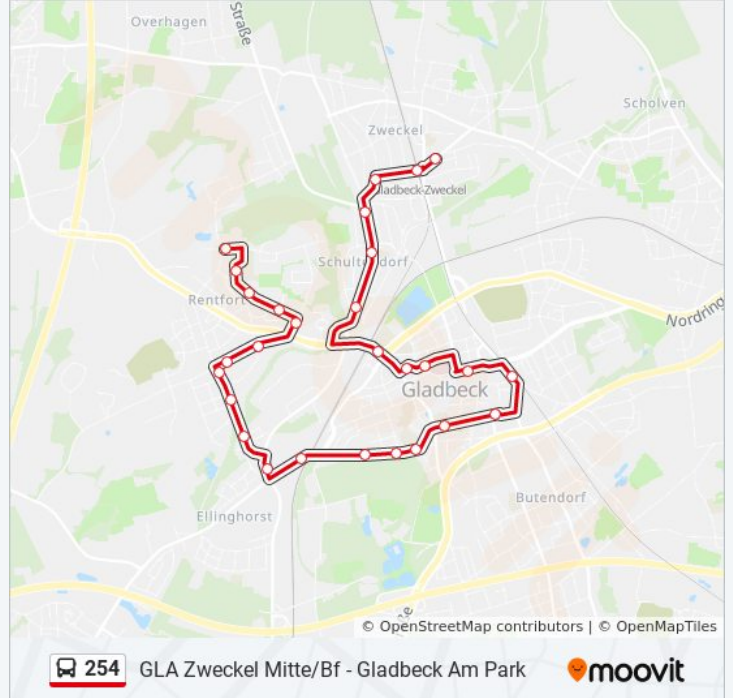 Overhagen
Straße
Scholven
Zweckel
Gladbeck-Zweckel
Schultendorf
Rentfort
Nordring
Gladbeck
Butendorf
Ellinghorst
© OpenStreetMap contributors | © OpenMapTiles
254 GLA Zweckel Mitte/Bf - Gladbeck Am Park moovit